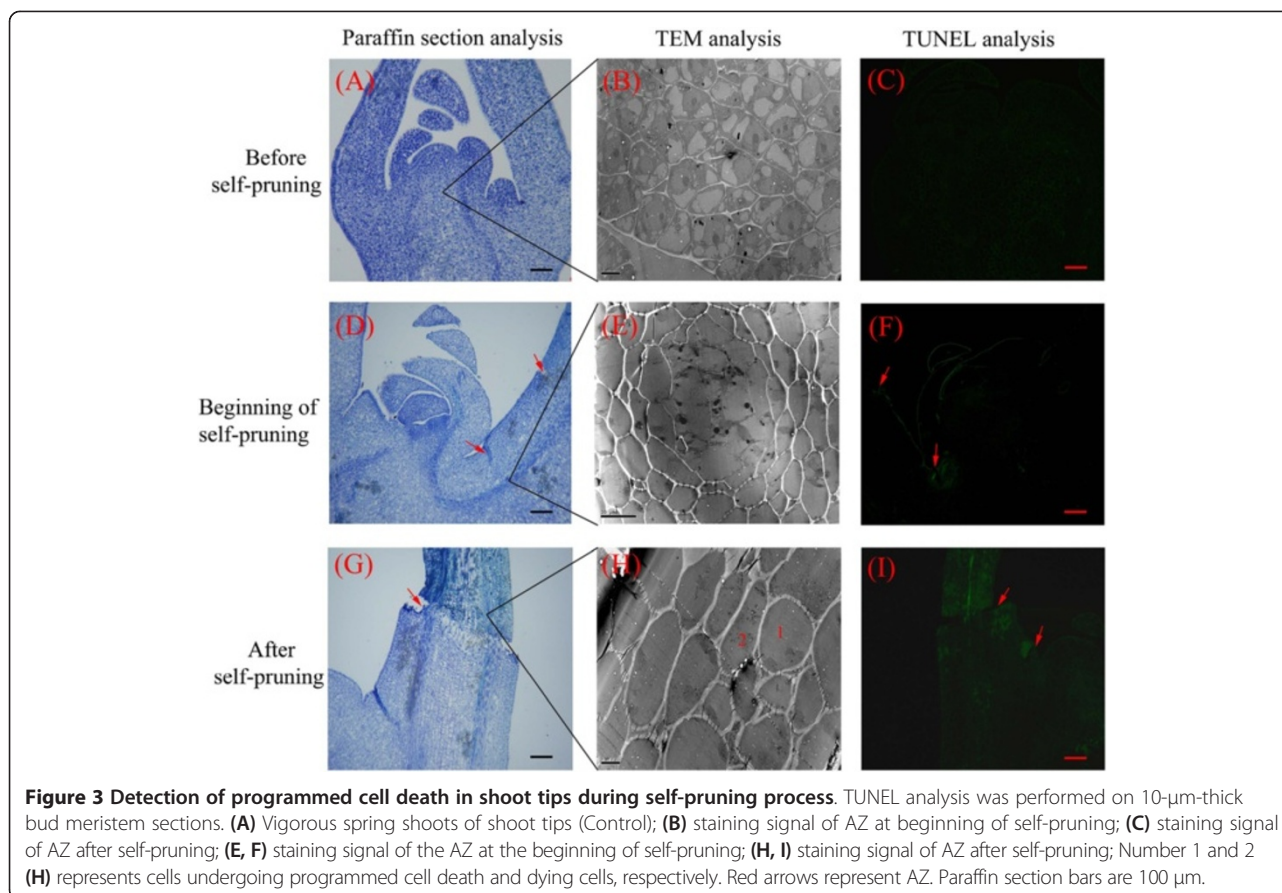 Paraffin section analysis TEM analysis TUNEL analysis
(A) (B) (C)
Before
self-pruning
(D) (E) (F)
Beginning of
self-pruning
(G) (H) (I)
2 1
After
self-pruning
Figure 3 Detection of programmed cell death in shoot tips during self-pruning process. TUNEL analysis was performed on 10-μm-thick
bud meristem sections. (A) Vigorous spring shoots of shoot tips (Control); (B) staining signal of AZ at beginning of self-pruning; (C) staining signal
of AZ after self-pruning; (E, F) staining signal of the AZ at the beginning of self-pruning; (H, I) staining signal of AZ after self-pruning; Number 1 and 2
(H) represents cells undergoing programmed cell death and dying cells, respectively. Red arrows represent AZ. Paraffin section bars are 100 μm.